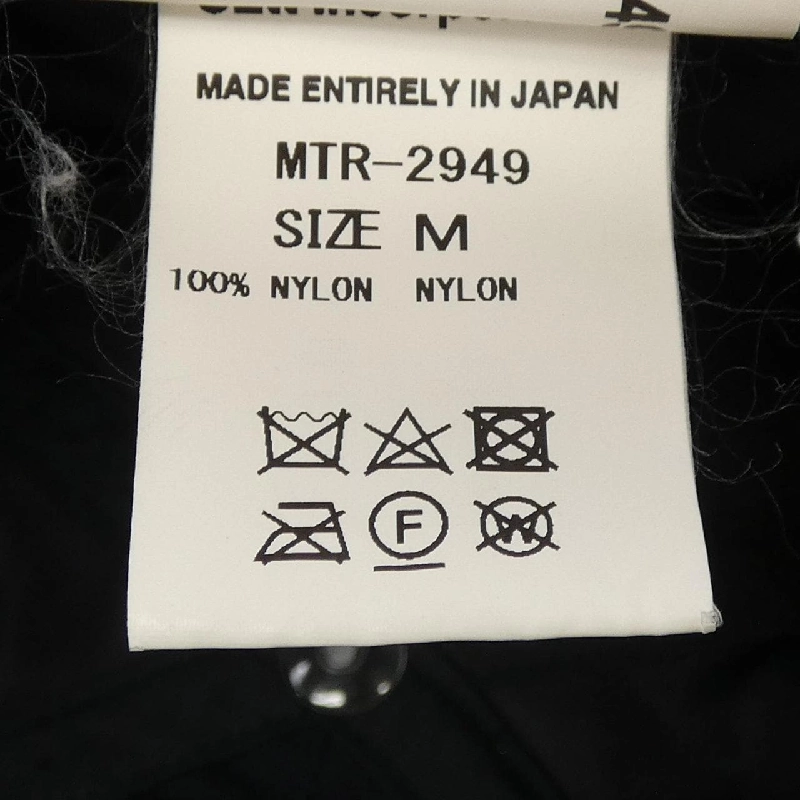 MADE ENTIRELY IN JAPAN
MTR-2949
SIZE M
100% NYLON NYLON
F
W